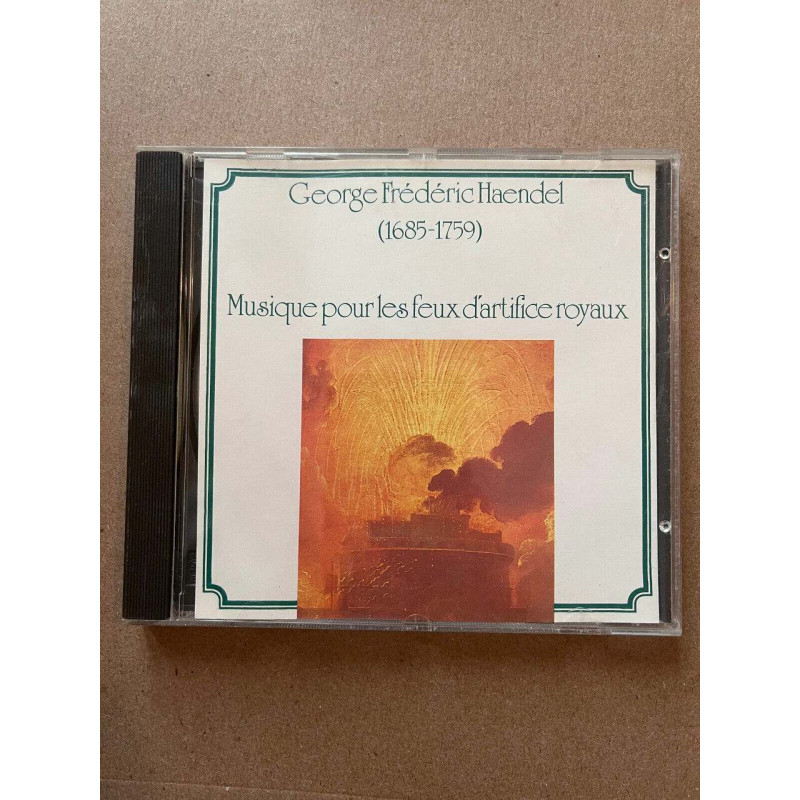 George Frédéric Haendel
(1685-1759)
Musique pour les feux d'artifice royaux